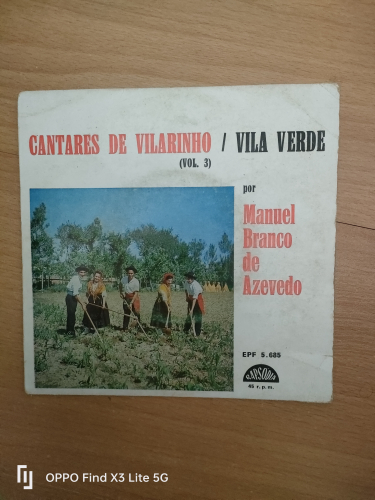 CANTARES DE VILARINHO / VILA VERDE
(VOL. 3)
por
Manuel
Branco
de
Azevedo
EPF 5.685
RAPSODIA
45 r.p.m.
OPPO Find X3 Lite 5G